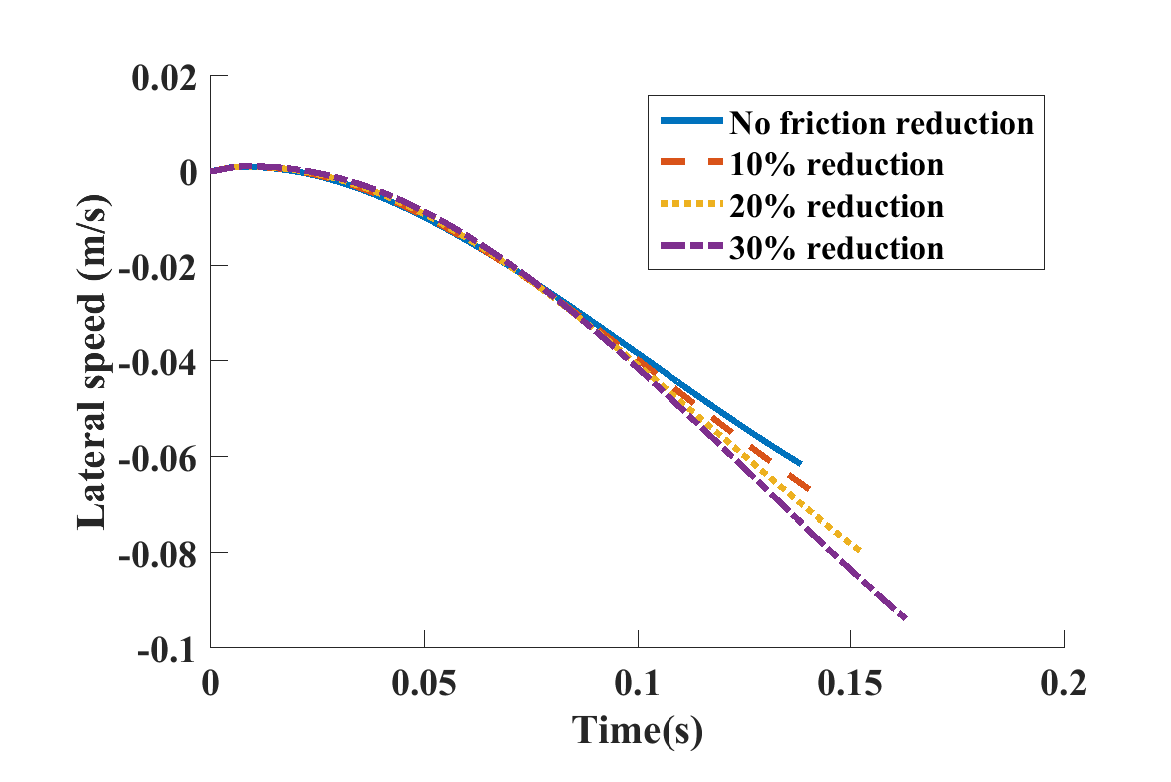 0.02
0
-0.02
-0.04
-0.06
-0.08
-0.1
Lateral speed (m/s)
No friction reduction
10% reduction
20% reduction
30% reduction
0
0.05
0.1
0.15
0.2
Time(s)